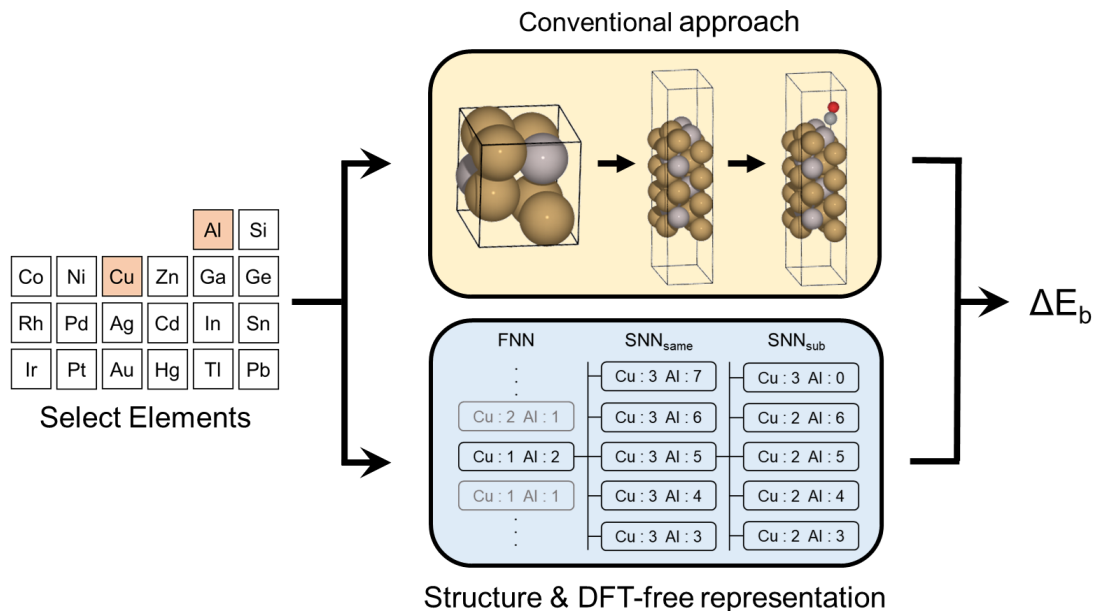 Conventional approach
Al Si
Co Ni Cu Zn Ga Ge
Rh Pd Ag Cd In Sn
Ir Pt Au Hg Tl Pb
Select Elements
FNN SNNsame SNNsub
Cu : 3 Al : 7 Cu : 3 Al : 0
Cu : 2 Al : 1 Cu : 3 Al : 6 Cu : 2 Al : 6
Cu : 1 Al : 2 Cu : 3 Al : 5 Cu : 2 Al : 5
Cu : 1 Al : 1 Cu : 3 Al : 4 Cu : 2 Al : 4
Cu : 3 Al : 3 Cu : 2 Al : 3
ΔEb
Structure & DFT-free representation